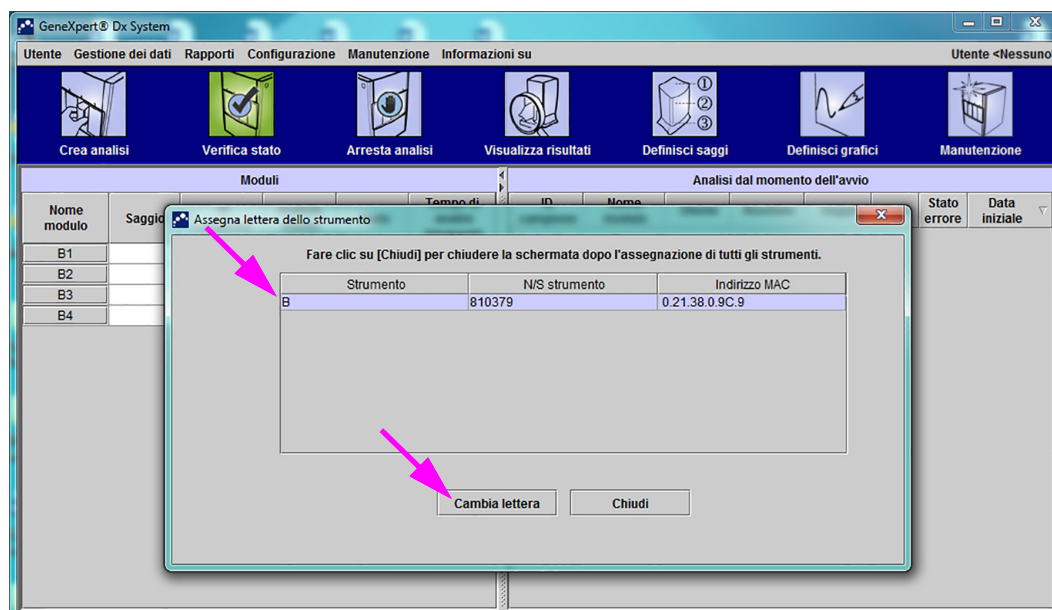 GeneXpert® Dx System
Utente Gestione dei dati Rapporti Configurazione Manutenzione Informazioni su Utente <Nessuno
① 
②
③
Crea analisi Verifica stato Arresta analisi Visualizza risultati Definisci saggi Definisci grafici Manutenzione
Moduli Analisi dal momento dell'avvio
Nome modulo Saggio Tempo di ID Nome Stato errore Data iniziale
B1
B2
B3
B4
Assegna lettera dello strumento
Fare clic su [Chiudi] per chiudere la schermata dopo l'assegnazione di tutti gli strumenti.
Strumento N/S strumento Indirizzo MAC
B 810379 0.21.38.0.9C.9
Cambia lettera Chiudi